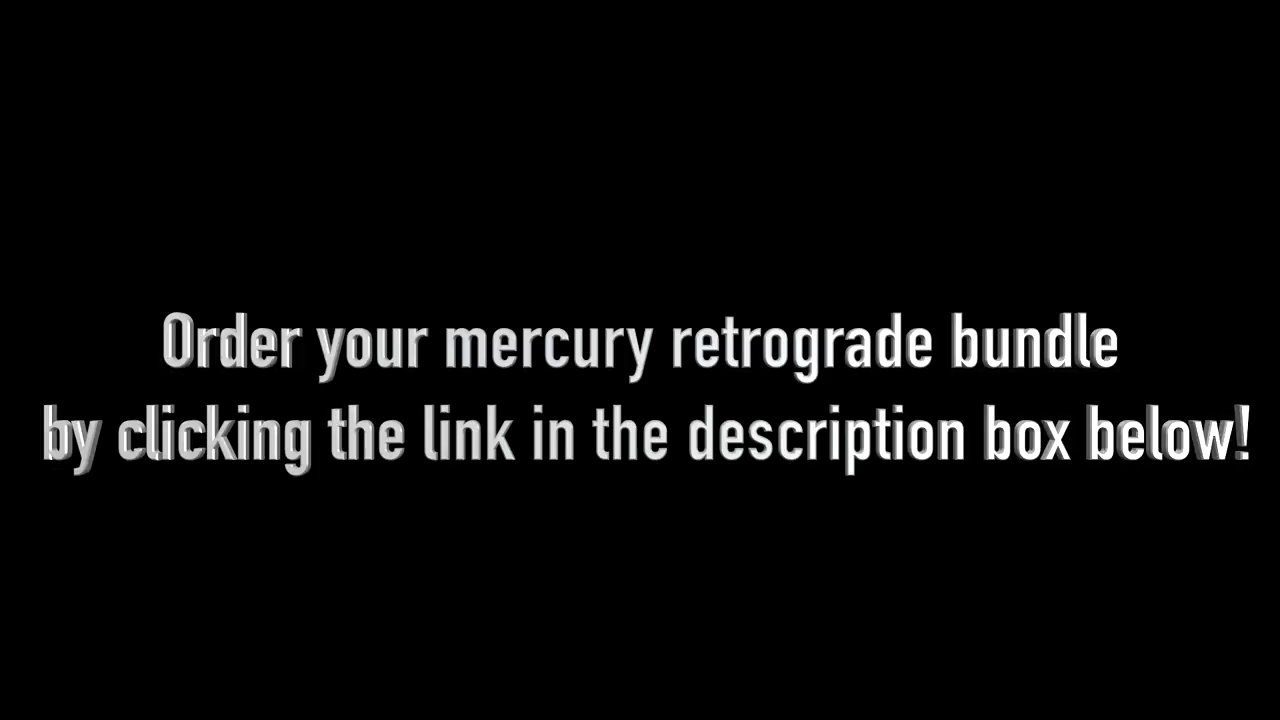 Order your mercury retrograde bundle
by clicking the link in the description box below!